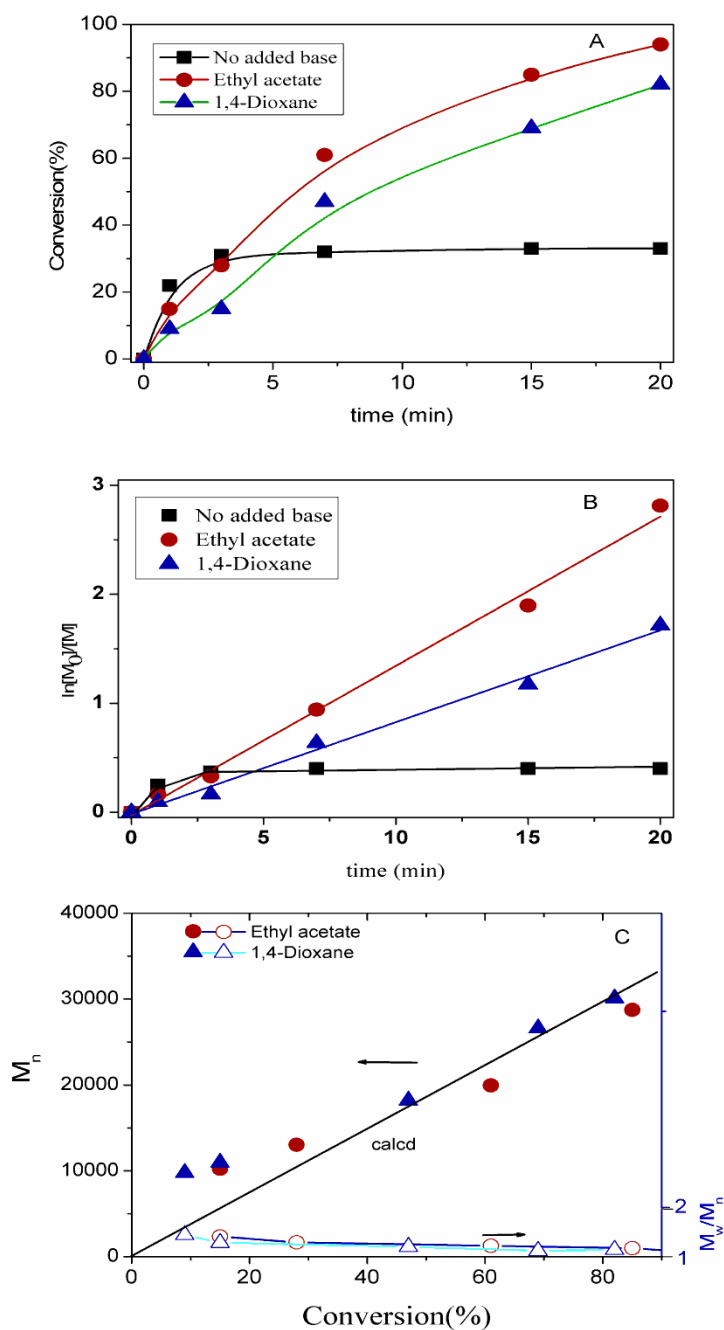 A
No added base
Ethyl acetate
1,4-Dioxane
100
80
60
40
20
0
Conversion(%)
0
5
10
15
20
time (min)
B
No added base
Ethyl acetate
1,4-Dioxane
3
2
1
0
ln[M0]/[M]
0
5
10
15
20
time (min)
C
Ethyl acetate
1,4-Dioxane
40000
30000
20000
10000
0
Mn
calcd
2
1
Mw/Mn
0
20
40
60
80
Conversion(%)